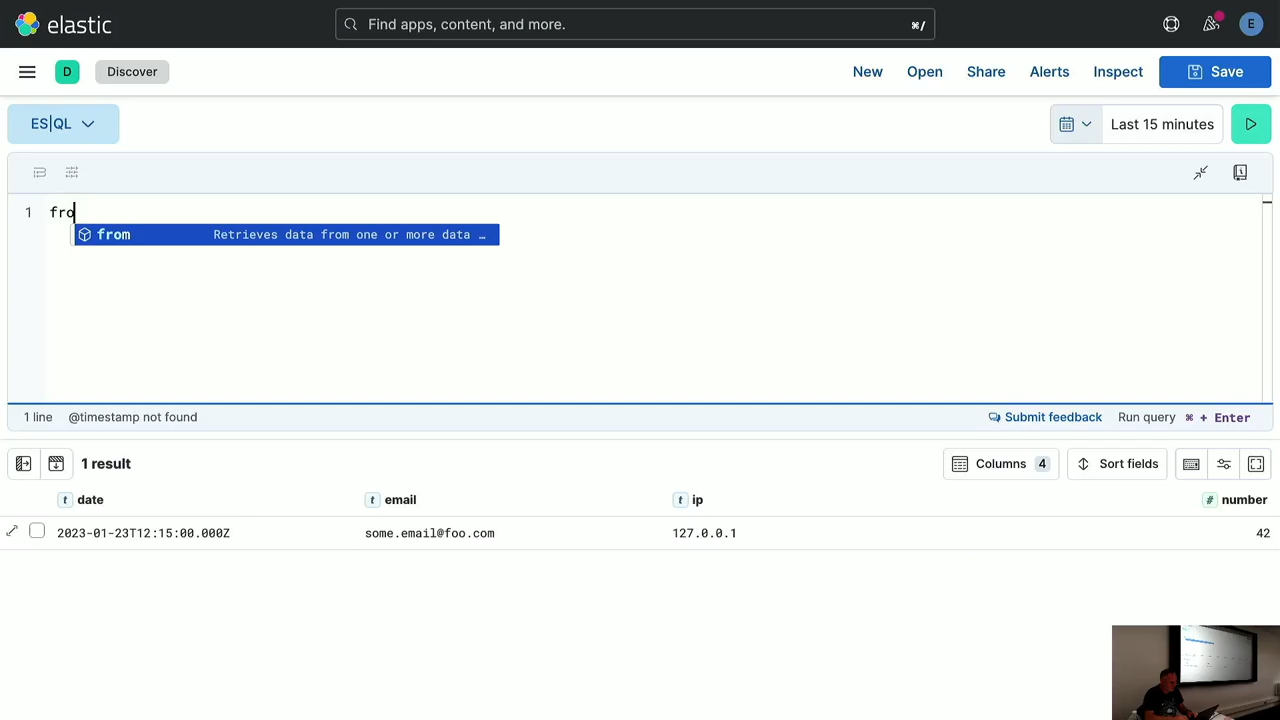 elastic
Find apps, content, and more.
⌘/
E
D
Discover
New
Open
Share
Alerts
Inspect
Save
ES|QL
Last 15 minutes
1
fro
from
Retrieves data from one or more data …
1 line
@timestamp not found
Submit feedback
Run query
⌘ + Enter
1 result
Columns 4
Sort fields
t date
t email
t ip
# number
2023-01-23T12:15:00.000Z
some.email@foo.com
127.0.0.1
42